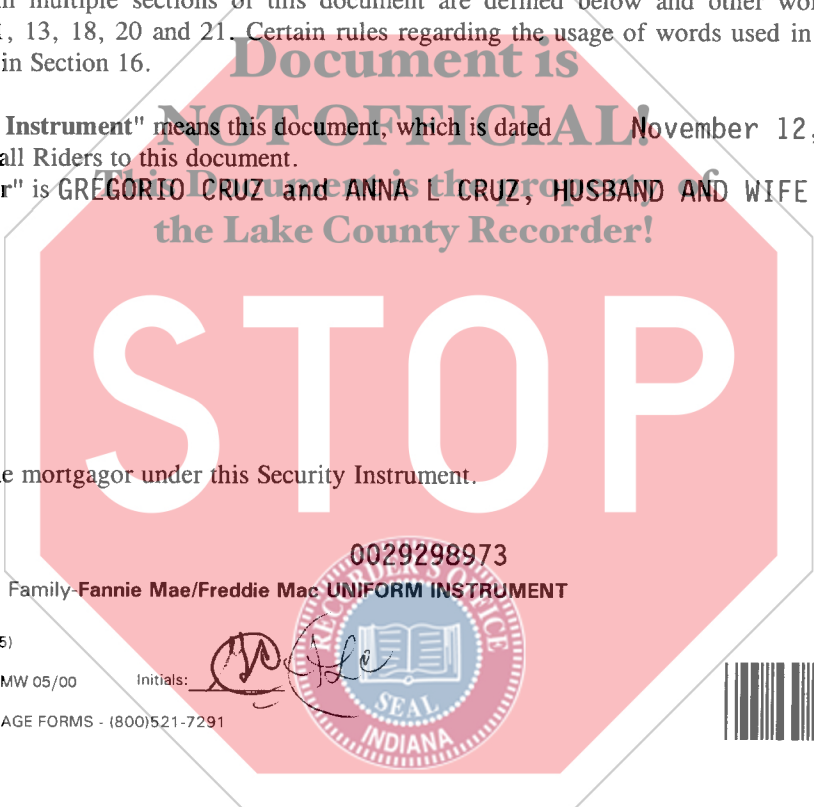 multiple sections of this document are defined below and other wor
, 13, 18, 20 and 21. Certain rules regarding the usage of words used in
in Section 16.
Document is
NOT OFFICIAL!
Instrument" means this document, which is dated November 12,
all Riders to this document.
This Document is the property of
r" is GREGORIO CRUZ and ANNA L CRUZ, HUSBAND AND WIFE
the Lake County Recorder!
STOP
e mortgagor under this Security Instrument.
0029298973
Family-Fannie Mae/Freddie Mac UNIFORM INSTRUMENT
RECORDER'S OFFICE
SEAL
INDIANA
5)
MW 05/00 Initials:
AGE FORMS - (800)521-7291